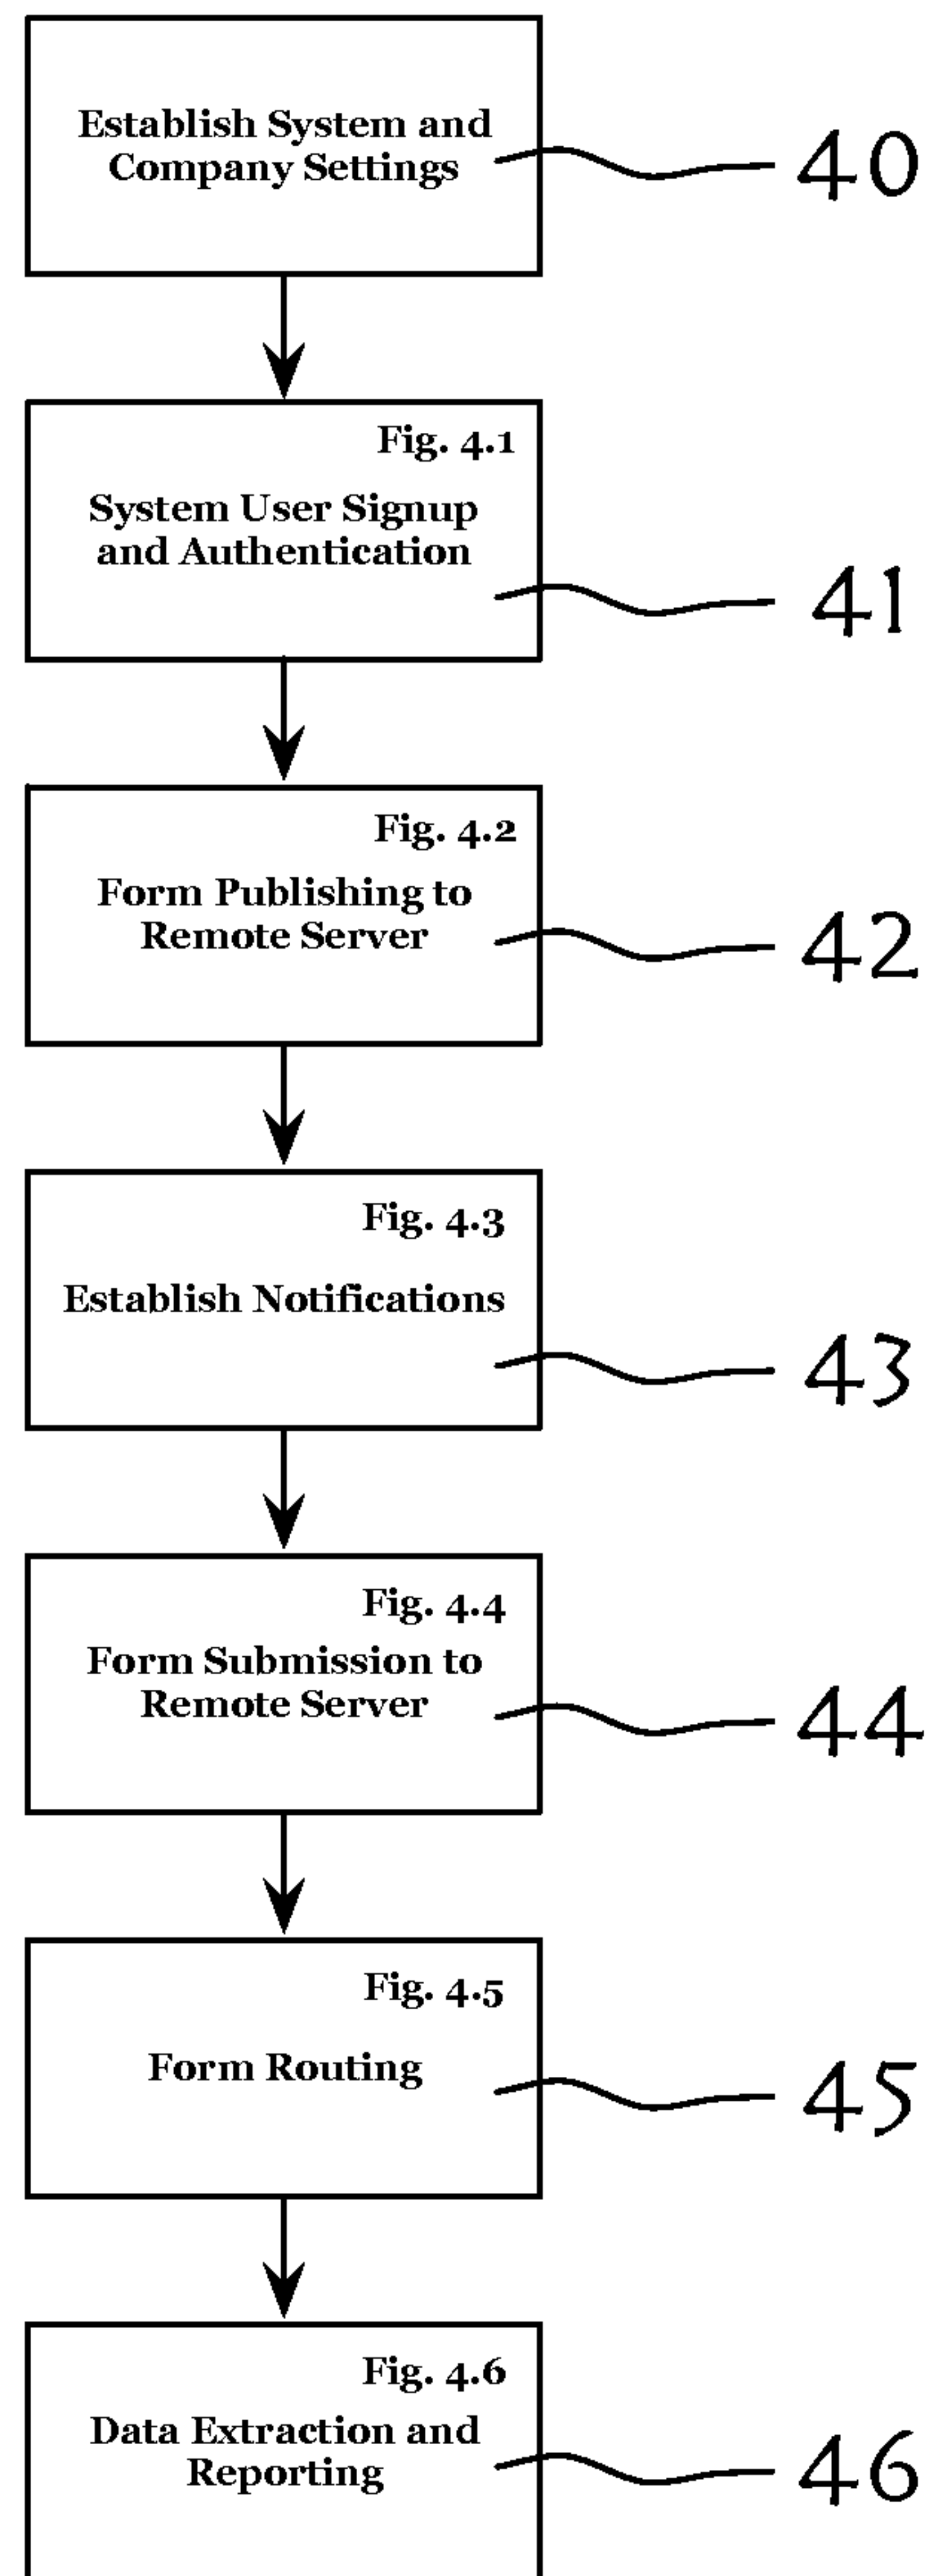 Establish System and
Company Settings
40
Fig. 4.1
System User Signup
and Authentication
41
Fig. 4.2
Form Publishing to
Remote Server
42
Fig. 4.3
Establish Notifications
43
Fig. 4.4
Form Submission to
Remote Server
44
Fig. 4.5
Form Routing
45
Fig. 4.6
Data Extraction and
Reporting
46